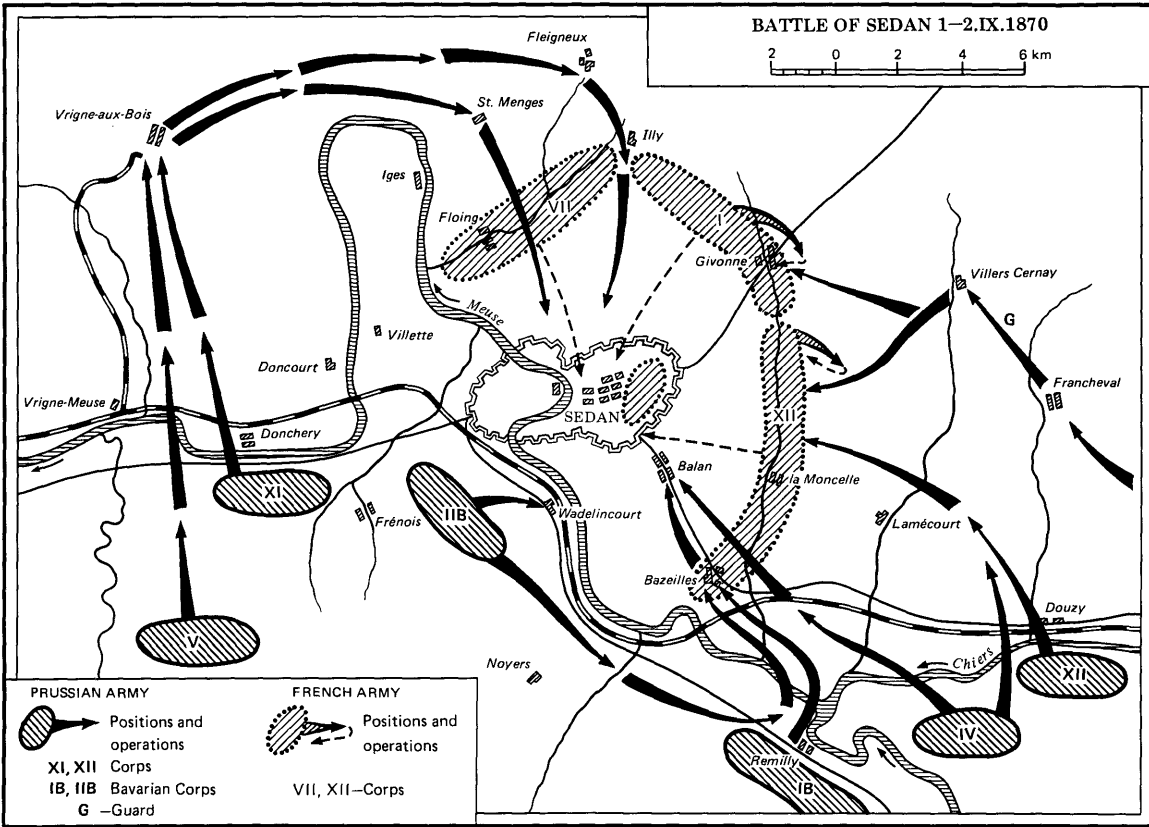 BATTLE OF SEDAN 1—2.IX.1870
2 0 2 4 6 km
Fleigneux
Vrigne-aux-Bois
St. Menges
Illy
Iges
VII
I
Floing
Givonne
Villers Cernay
Meuse
G
Villette
Doncourt
Francheval
Vrigne-Meuse
SEDAN
XII
Donchery
Balan
la Moncelle
XI
IIB
Wadelincourt
Frénois
Lamécourt
Bazeilles
Douzy
V
Noyers
Chiers
XII
IV
Remilly
IB
PRUSSIAN ARMY
Positions and
operations
XI, XII Corps
IB, IIB Bavarian Corps
G —Guard
FRENCH ARMY
Positions and
operations
VII, XII—Corps